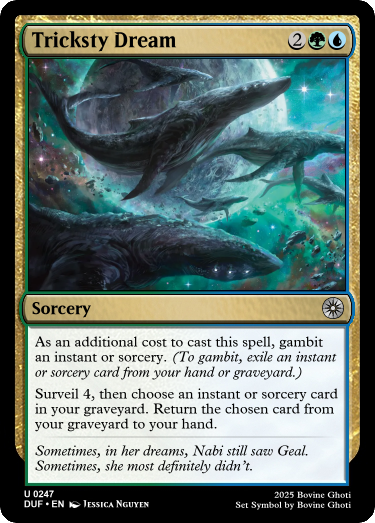 Tricksty Dream 2
Sorcery
As an additional cost to cast this spell, gambit
an instant or sorcery. (To gambit, exile an instant
or sorcery card from your hand or graveyard.)
Surveil 4, then choose an instant or sorcery card
in your graveyard. Return the chosen card from
your graveyard to your hand.
Sometimes, in her dreams, Nabi still saw Geal.
Sometimes, she most definitely didn't.
U 0247
DUF • EN Jessica Nguyen
2025 Bovine Ghoti
Set Symbol by Bovine Ghoti